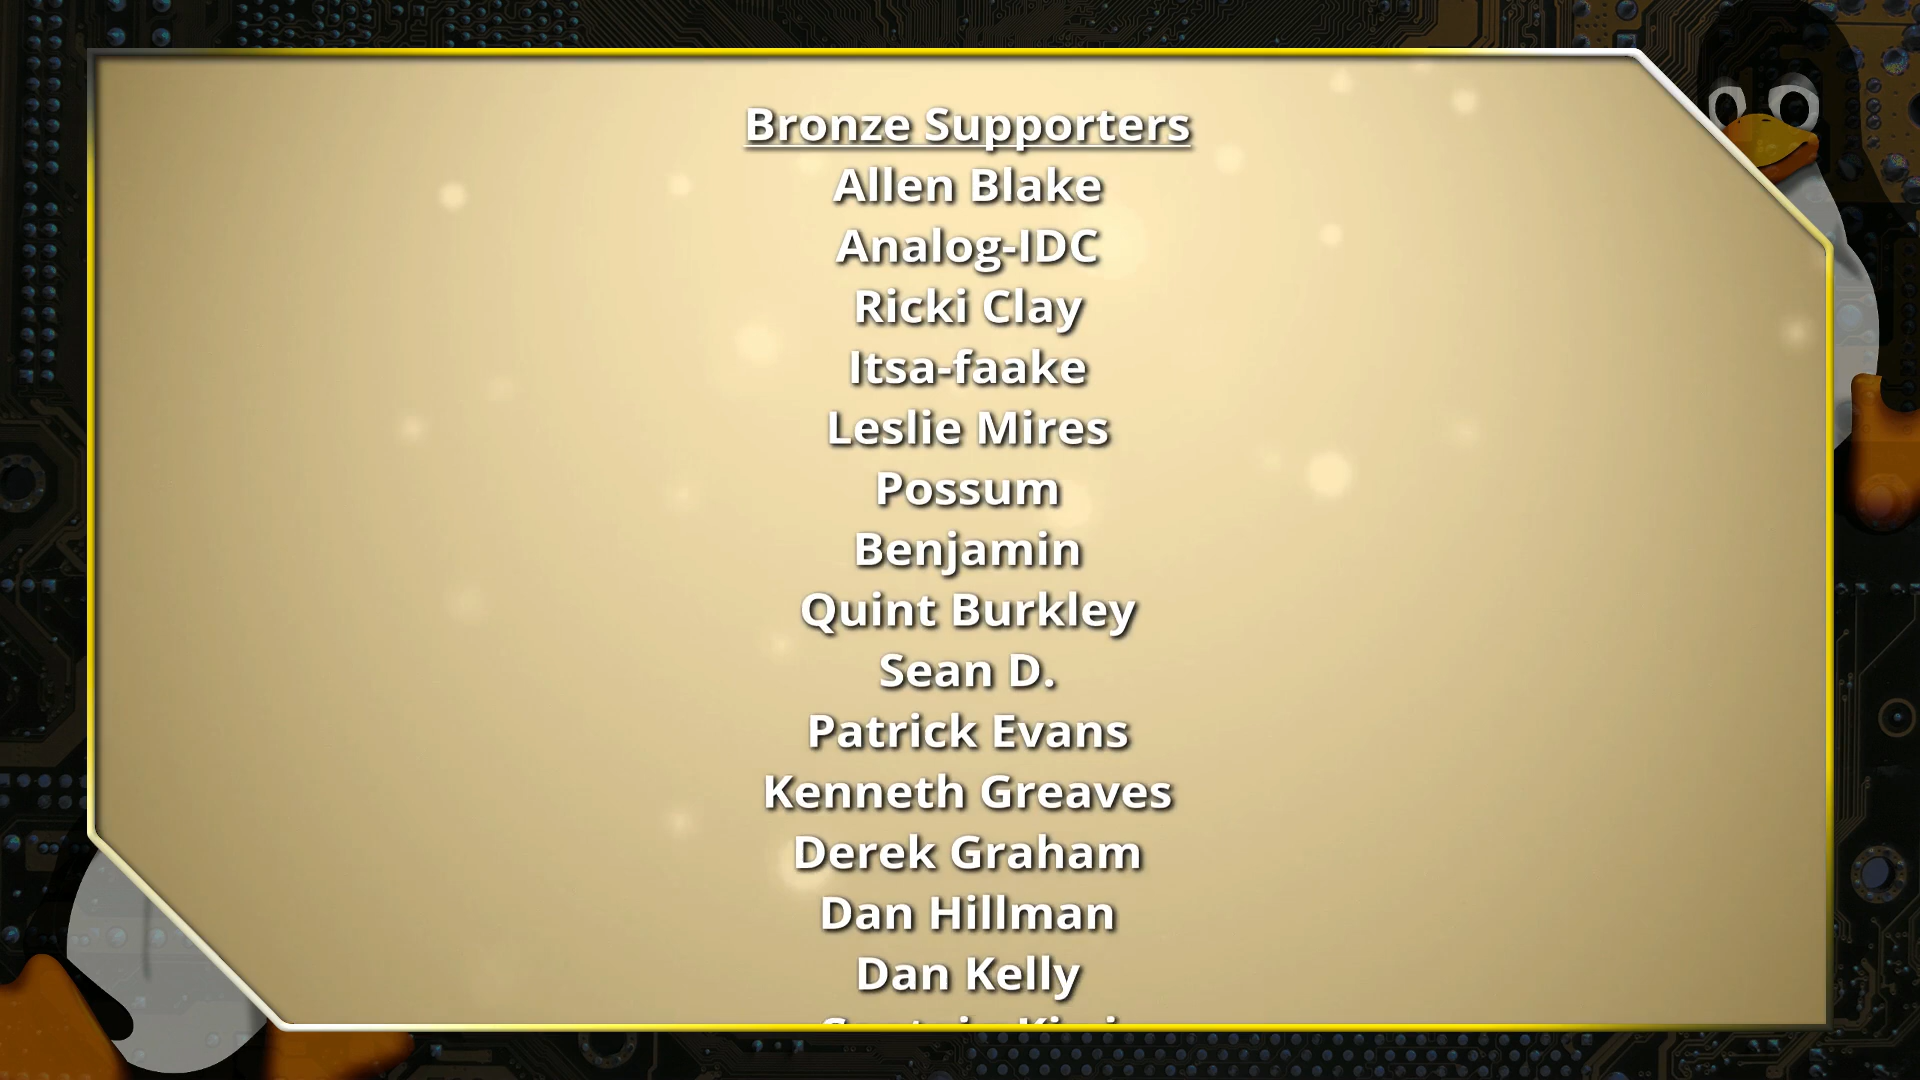 Bronze Supporters
Allen Blake
Analog-IDC
Ricki Clay
Itsa-faake
Leslie Mires
Possum
Benjamin
Quint Burkley
Sean D.
Patrick Evans
Kenneth Greaves
Derek Graham
Dan Hillman
Dan Kelly